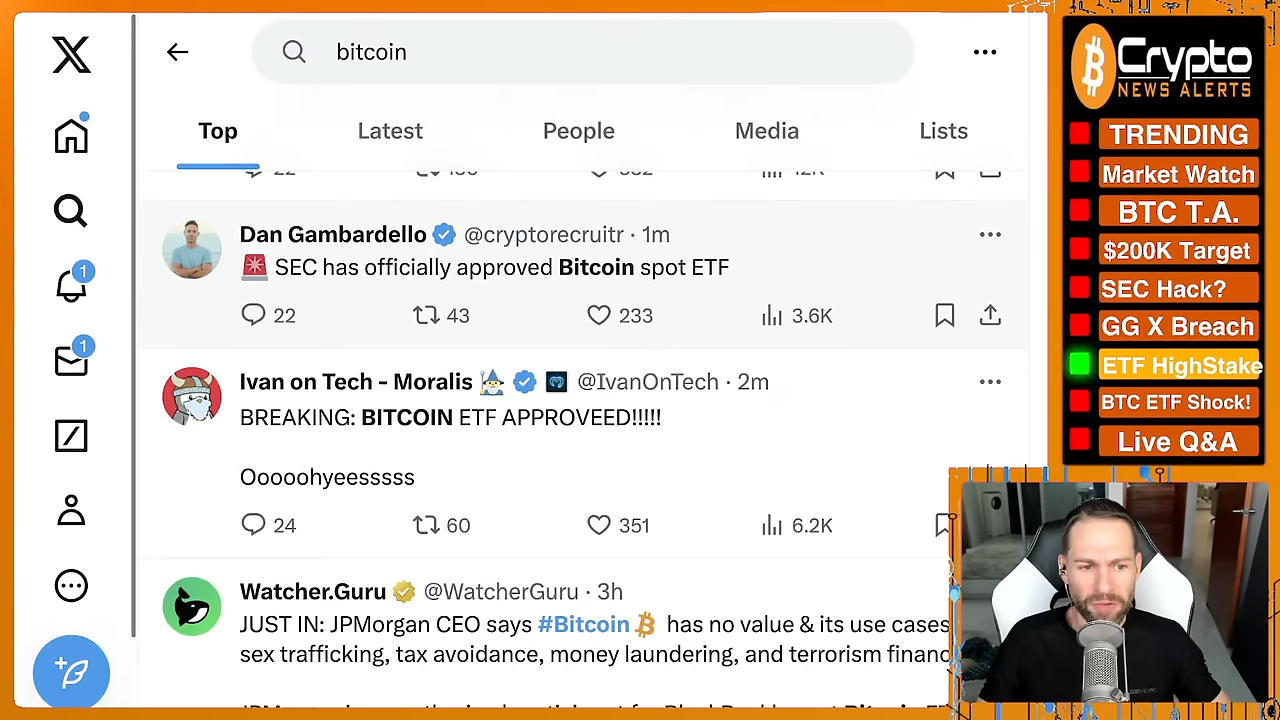 bitcoin
Top
Latest
People
Media
Lists
Dan Gambardello @cryptorecruitr · 1m
SEC has officially approved Bitcoin spot ETF
22
43
233
3.6K
Ivan on Tech - Moralis @IvanOnTech · 2m
BREAKING: BITCOIN ETF APPROVEED!!!!!
Ooooohyeesssss
24
60
351
6.2K
Watcher.Guru @WatcherGuru · 3h
JUST IN: JPMorgan CEO says #Bitcoin has no value & its use cases
sex trafficking, tax avoidance, money laundering, and terrorism
1
1
Crypto
NEWS ALERTS
TRENDING
Market Watch
BTC T.A.
$200K Target
SEC Hack?
GG X Breach
ETF HighStake
BTC ETF Shock!
Live Q&A